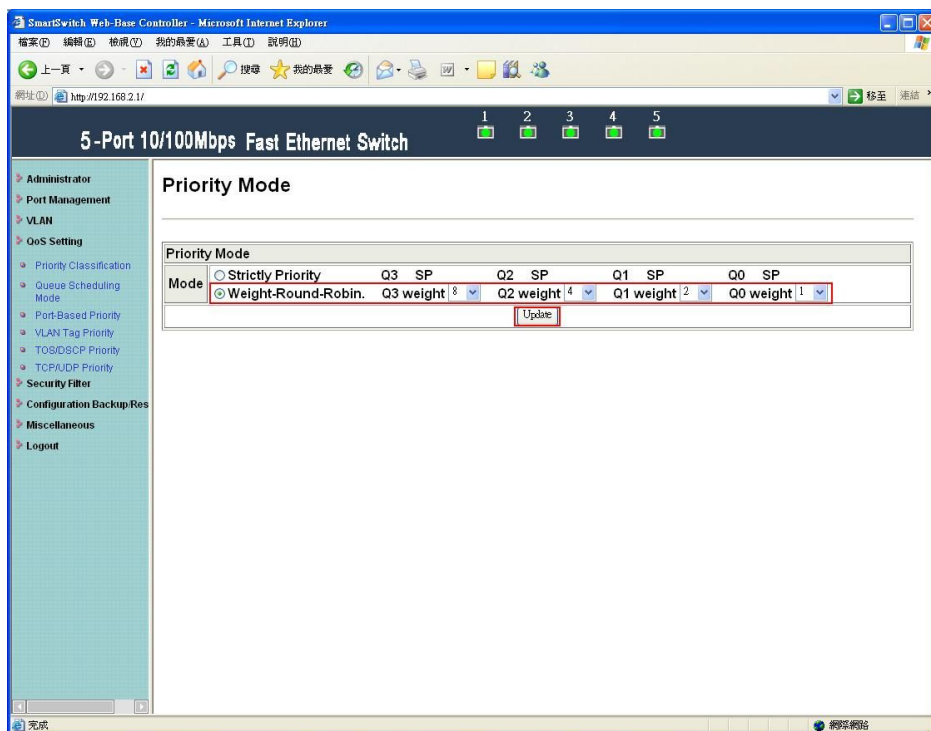 SmartSwitch Web-Base Controller - Microsoft Internet Explorer
檔案(F) 編輯(E) 檢視(V) 我的最愛(A) 工具(T) 說明(H)
上一頁 搜尋 我的最愛
網址(D) http://192.168.2.1/ 移至 連結 »
5-Port 10/100Mbps Fast Ethernet Switch
1 2 3 4 5
Administrator
Port Management
VLAN
QoS Setting
Priority Classification
Queue Scheduling
Mode
Port-Based Priority
VLAN Tag Priority
TOS/DSCP Priority
TCP/UDP Priority
Security Filter
Configuration Backup/Res
Miscellaneous
Logout
Priority Mode
Priority Mode
Mode
Strictly Priority Q3 SP Q2 SP Q1 SP Q0 SP
Weight-Round-Robin. Q3 weight 8 Q2 weight 4 Q1 weight 2 Q0 weight 1
Update
完成 網際網路